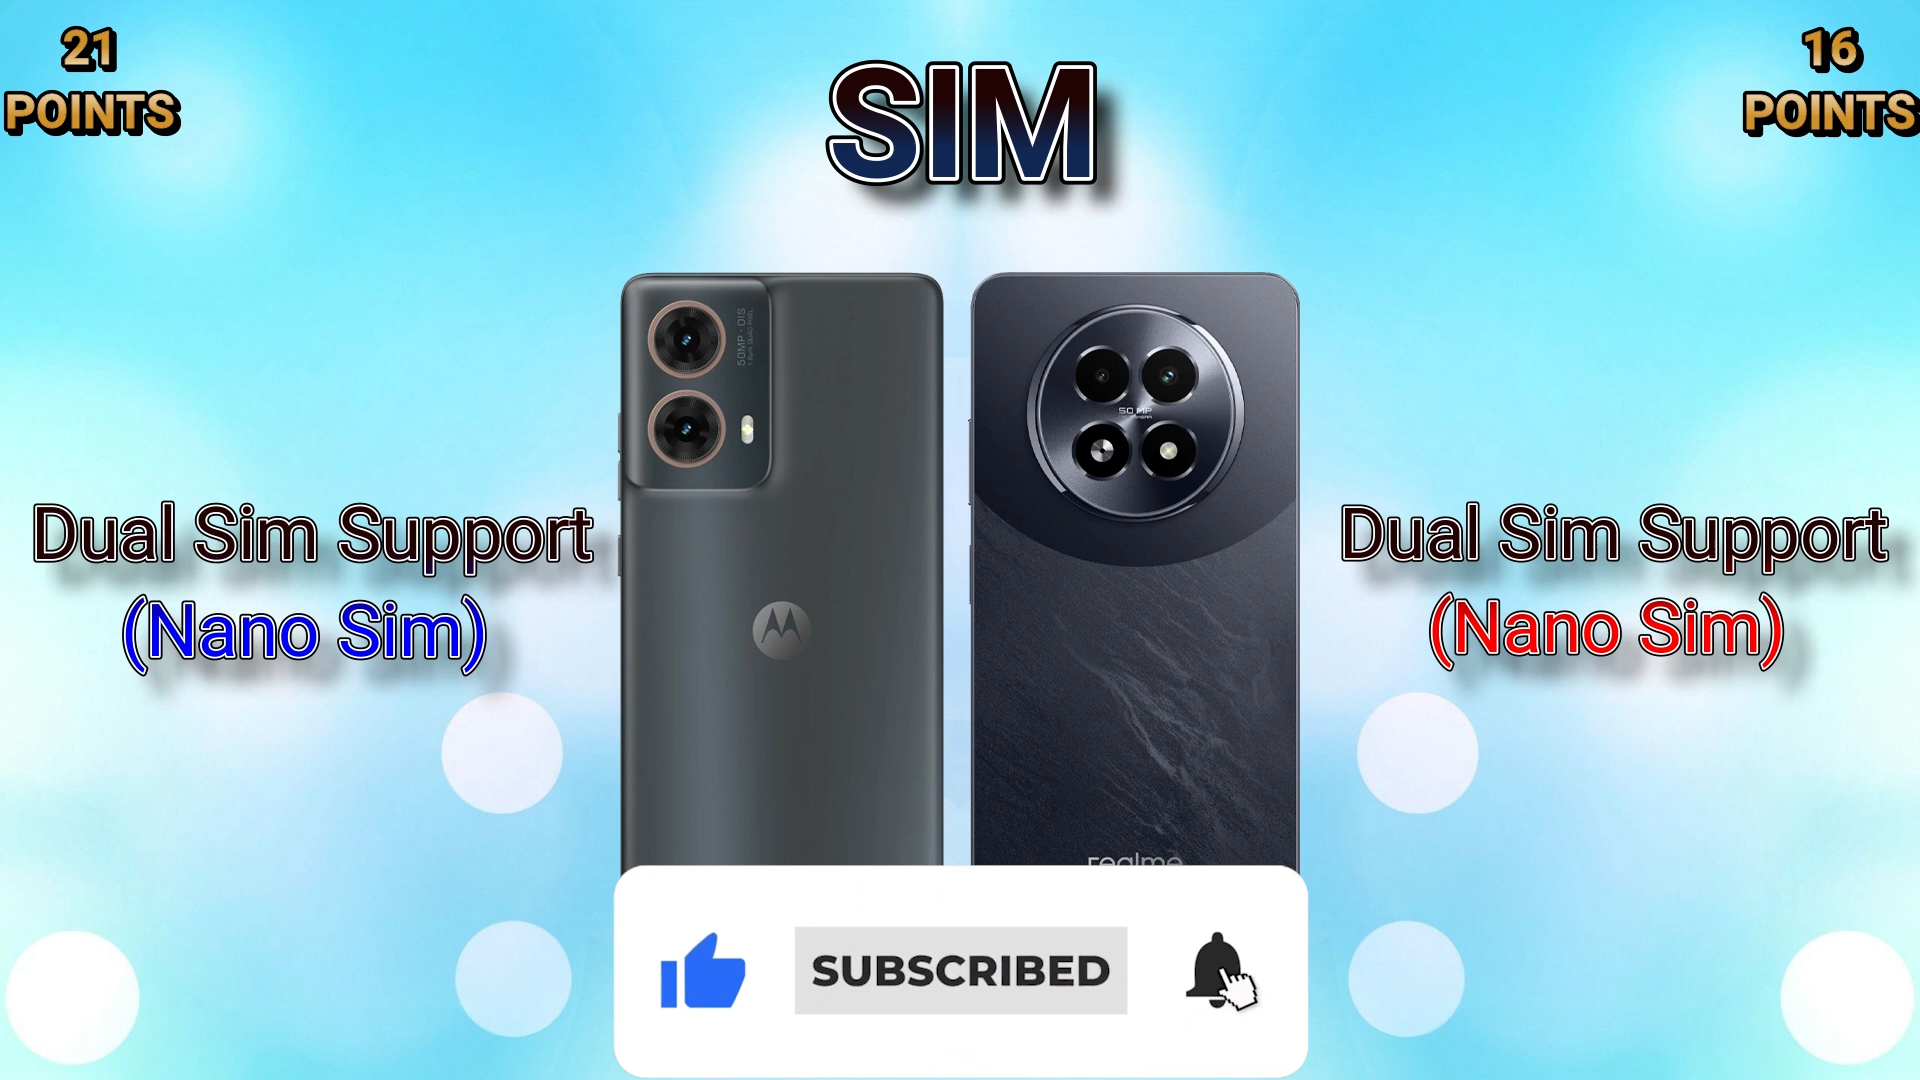 21
POINTS
16
POINTS
SIM
50MP - OIS
50 MP
Dual Sim Support
(Nano Sim)
Dual Sim Support
(Nano Sim)
realme
SUBSCRIBED